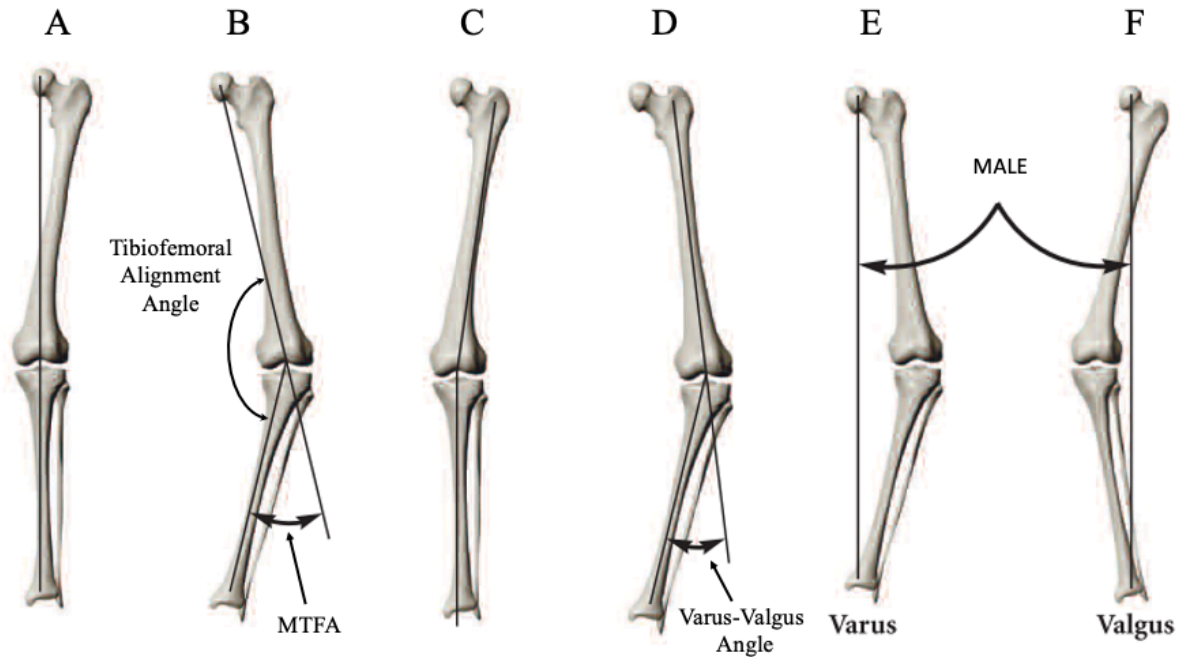 A B C D E F
MALE
Tibiofemoral
Alignment
Angle
MTFA
Varus-Valgus
Angle
Varus
Valgus